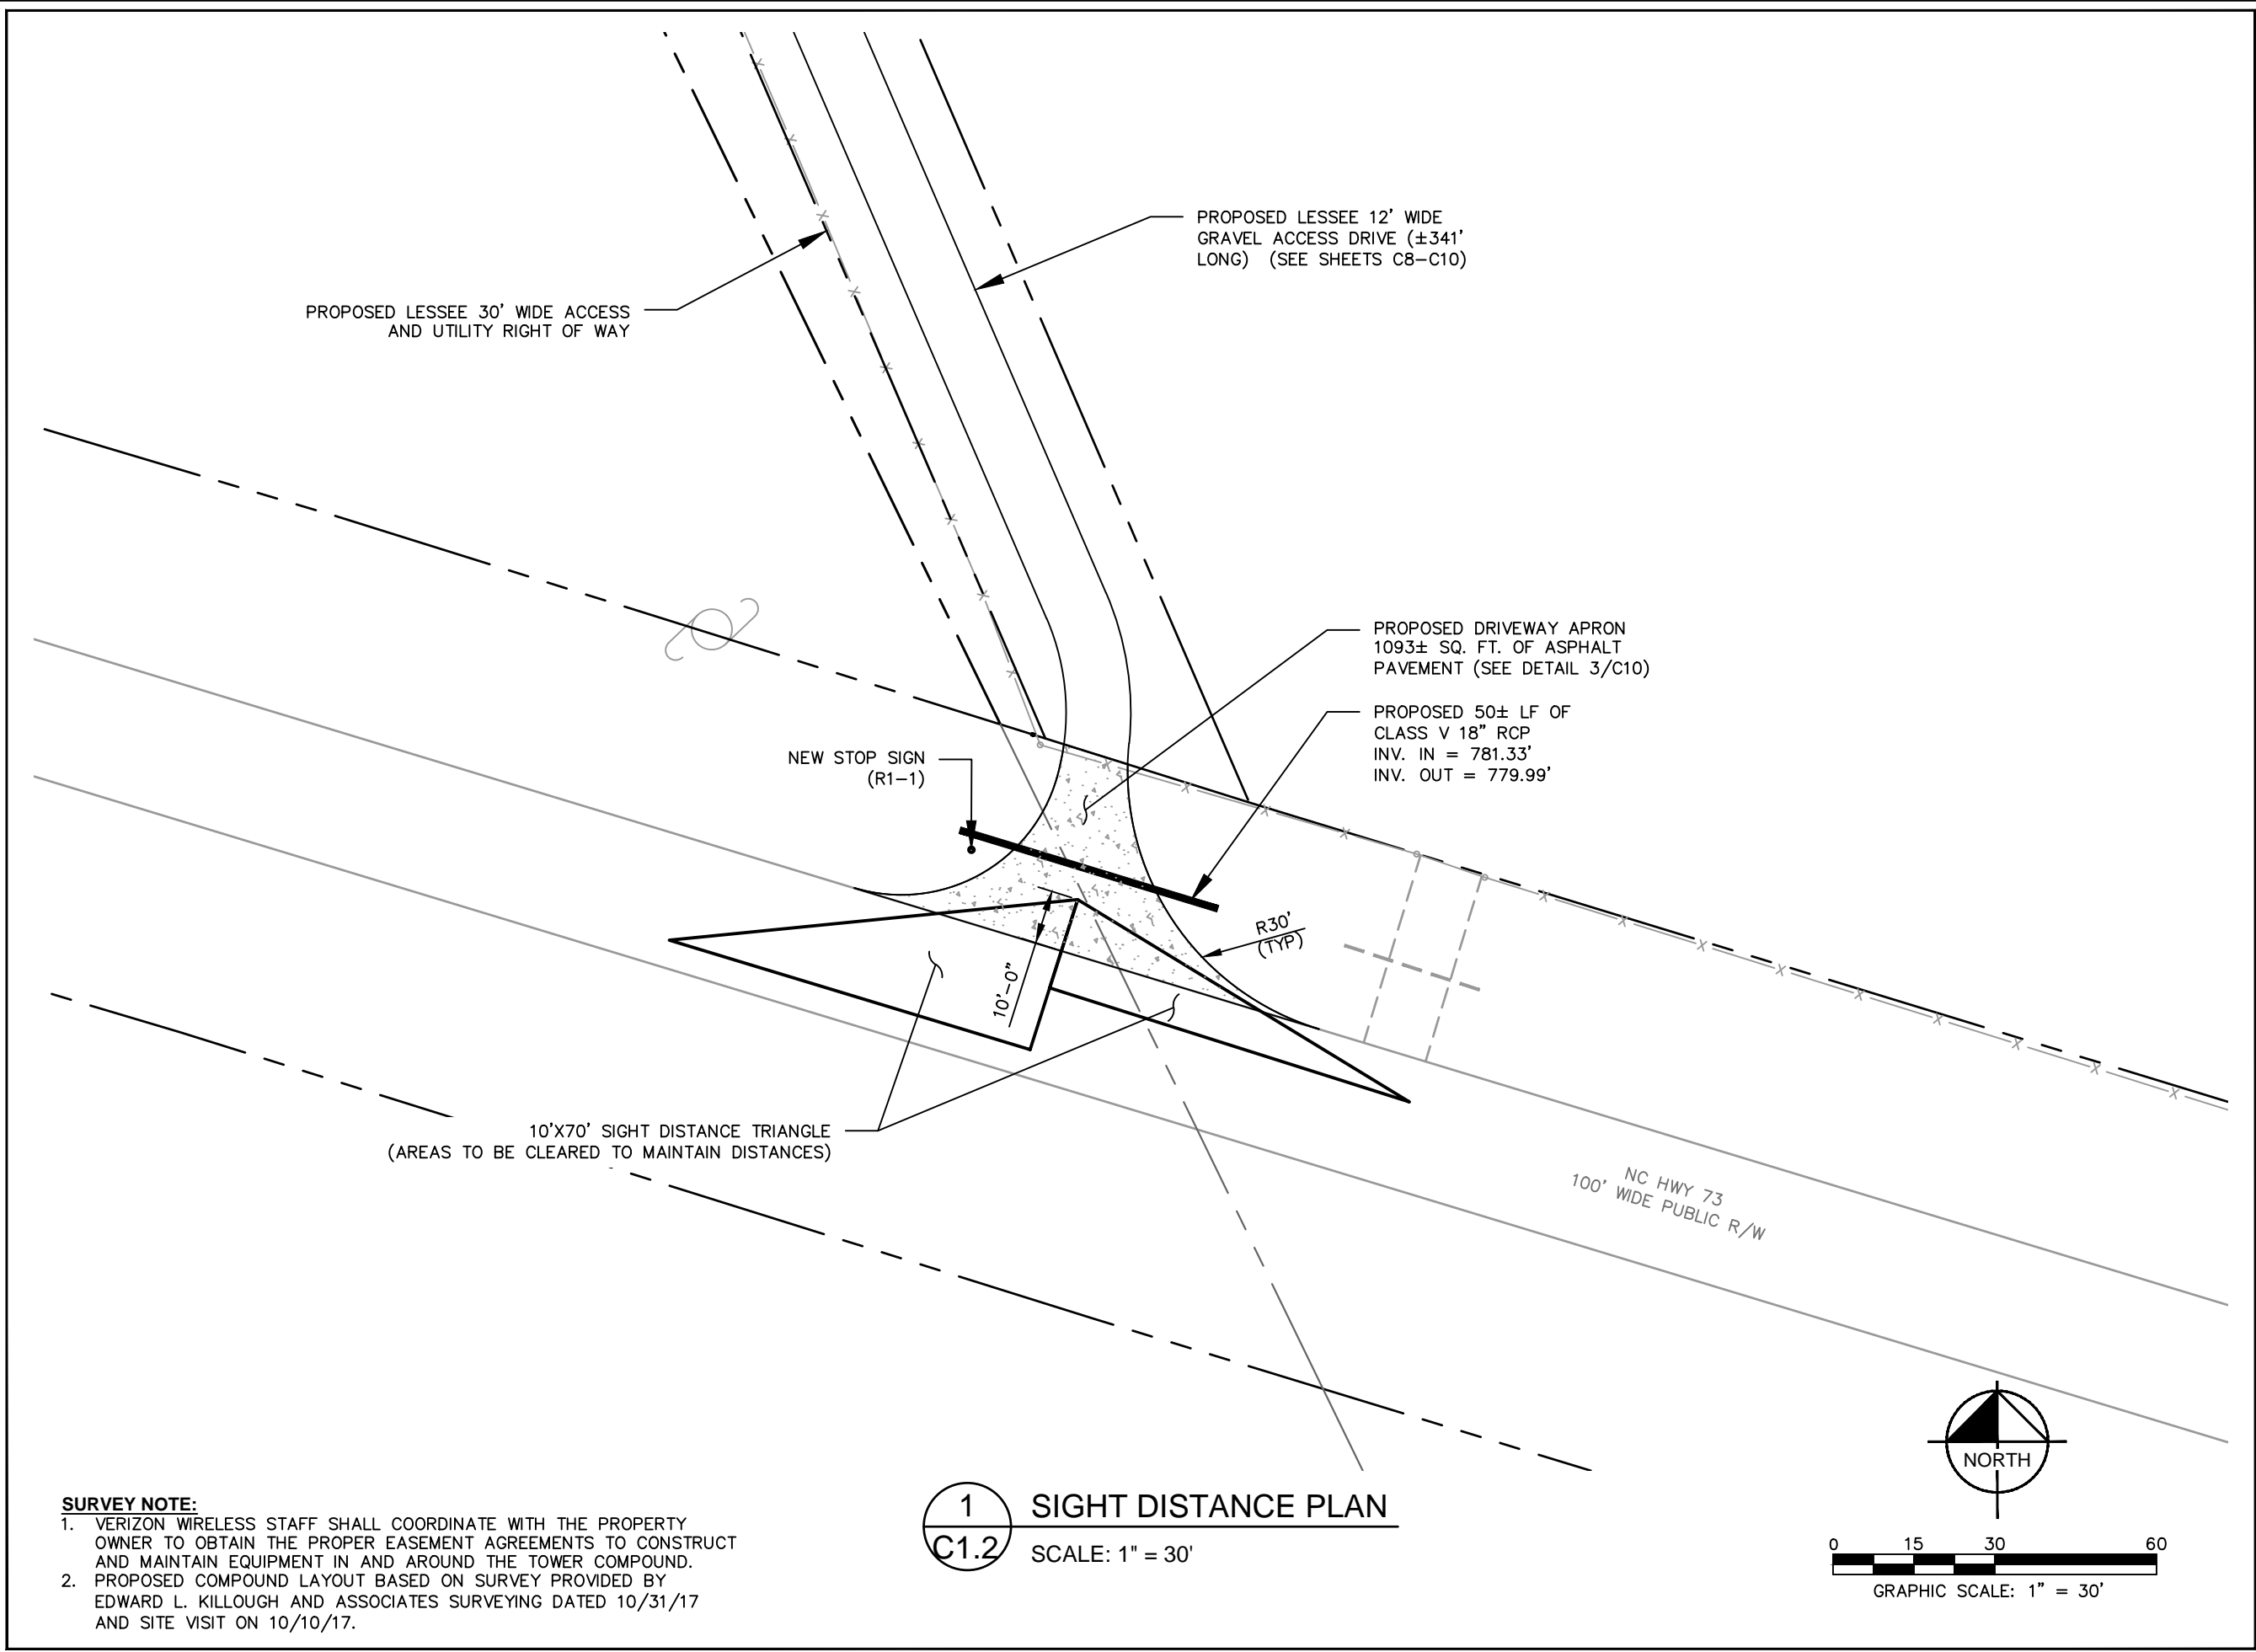 PROPOSED LESSEE 12' WIDE
GRAVEL ACCESS DRIVE (±341'
LONG) (SEE SHEETS C8-C10)
PROPOSED LESSEE 30' WIDE ACCESS
AND UTILITY RIGHT OF WAY
PROPOSED DRIVEWAY APRON
1093± SQ. FT. OF ASPHALT
PAVEMENT (SEE DETAIL 3/C10)
PROPOSED 50± LF OF
CLASS V 18" RCP
INV. IN = 781.33'
INV. OUT = 779.99'
NEW STOP SIGN
(R1-1)
R30'
(TYP)
10'-0"
10'X70' SIGHT DISTANCE TRIANGLE
(AREAS TO BE CLEARED TO MAINTAIN DISTANCES)
NC HWY 73
100' WIDE PUBLIC R/W
NORTH
SURVEY NOTE:
1. VERIZON WIRELESS STAFF SHALL COORDINATE WITH THE PROPERTY
OWNER TO OBTAIN THE PROPER EASEMENT AGREEMENTS TO CONSTRUCT
AND MAINTAIN EQUIPMENT IN AND AROUND THE TOWER COMPOUND.
2. PROPOSED COMPOUND LAYOUT BASED ON SURVEY PROVIDED BY
EDWARD L. KILLOUGH AND ASSOCIATES SURVEYING DATED 10/31/17
AND SITE VISIT ON 10/10/17.
1
C1.2
SIGHT DISTANCE PLAN
SCALE: 1" = 30'
0 15 30 60
GRAPHIC SCALE: 1" = 30'